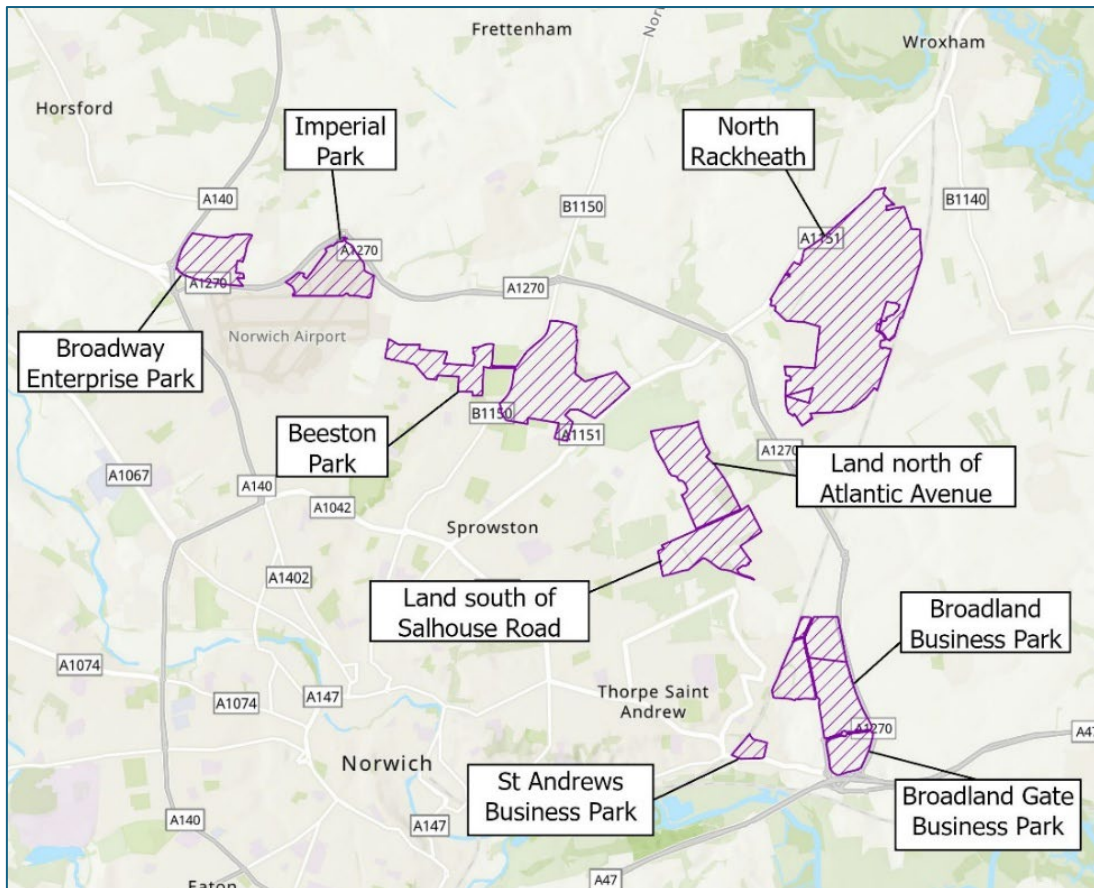 Frettenham
Nor
Wroxham
Horsford
Imperial
Park
North
Rackheath
A140
B1150
B1140
A1151
A1270
A1270
A1270
Norwich Airport
Broadway
Enterprise Park
Beeston
Park
B1150
A1151
A1270
Land north of
Atlantic Avenue
A1067
A140
A1042
Sprowston
A1402
Land south of
Salhouse Road
Broadland
Business Park
A1074
A1074
A147
Thorpe Saint
Andrew
A1270
A47
Norwich
St Andrews
Business Park
Broadland Gate
Business Park
A140
A147
Eaton
A47